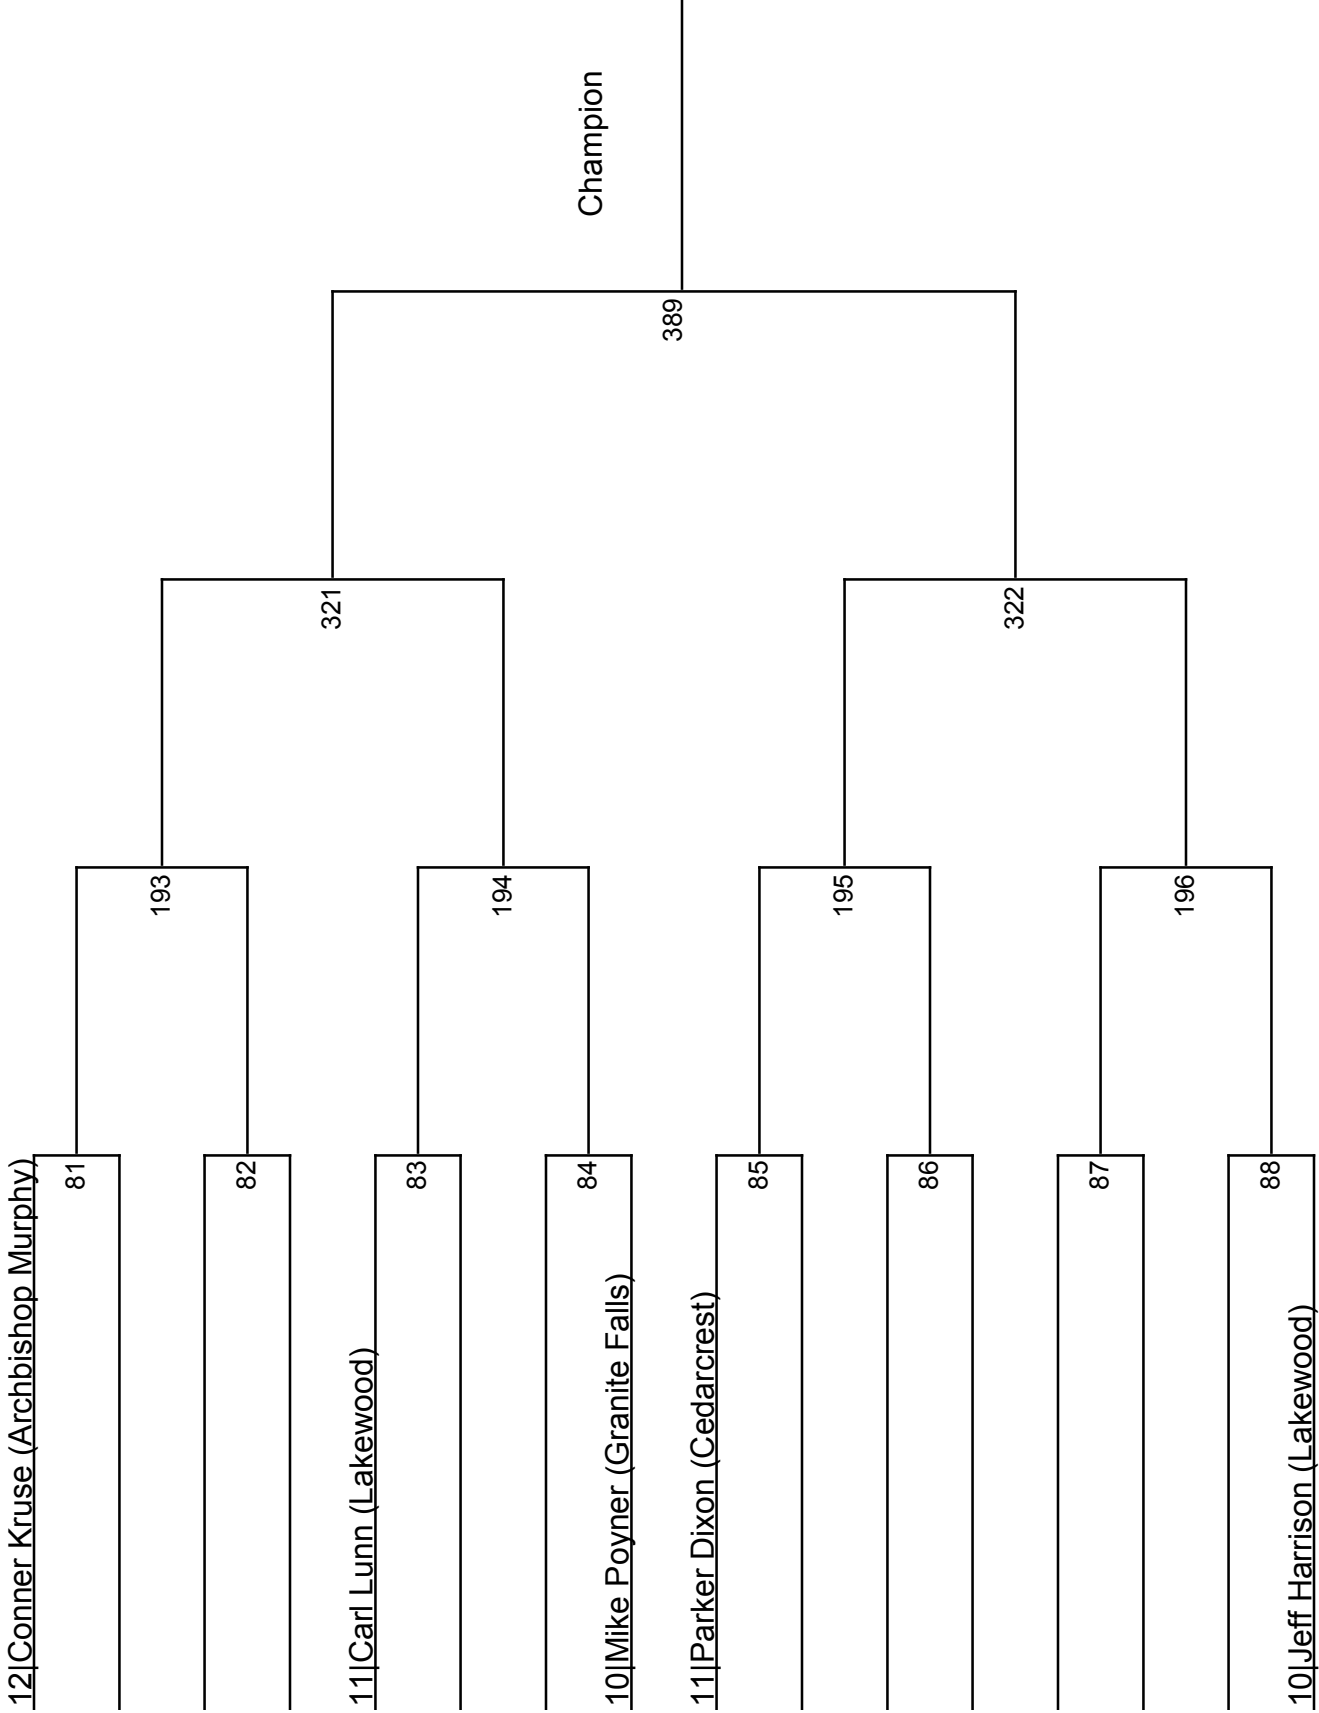 12|Conner Kruse (Archbishop Murphy)
81
82
11|Carl Lunn (Lakewood)
83
84
10|Mike Poyner (Granite Falls)
11|Parker Dixon (Cedarcrest)
85
86
87
88
10|Jeff Harrison (Lakewood)
193
194
195
196
321
322
389
Champion